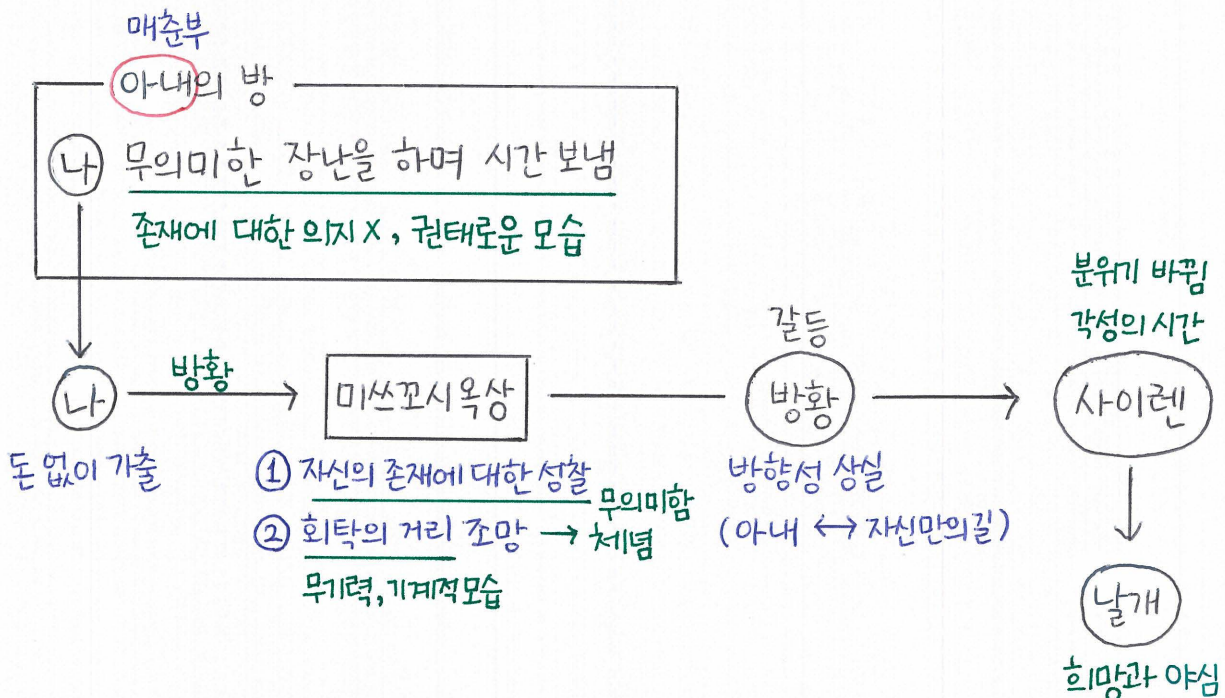 매춘부
아내의 방
나 무의미한 장난을 하며 시간 보냄
존재에 대한 의지 X, 권태로운 모습
분위기 바뀜
각성의 시간
갈등
나 방황 미쓰꼬시옥상 방황 사이렌
돈 없이 가출
① 자신의 존재에 대한 성찰 무의미함
② 회탁의 거리 조망 → 체념
무기력, 기계적 모습
방향성 상실
(아내 ↔ 자신만의길)
날개
희망과 야심